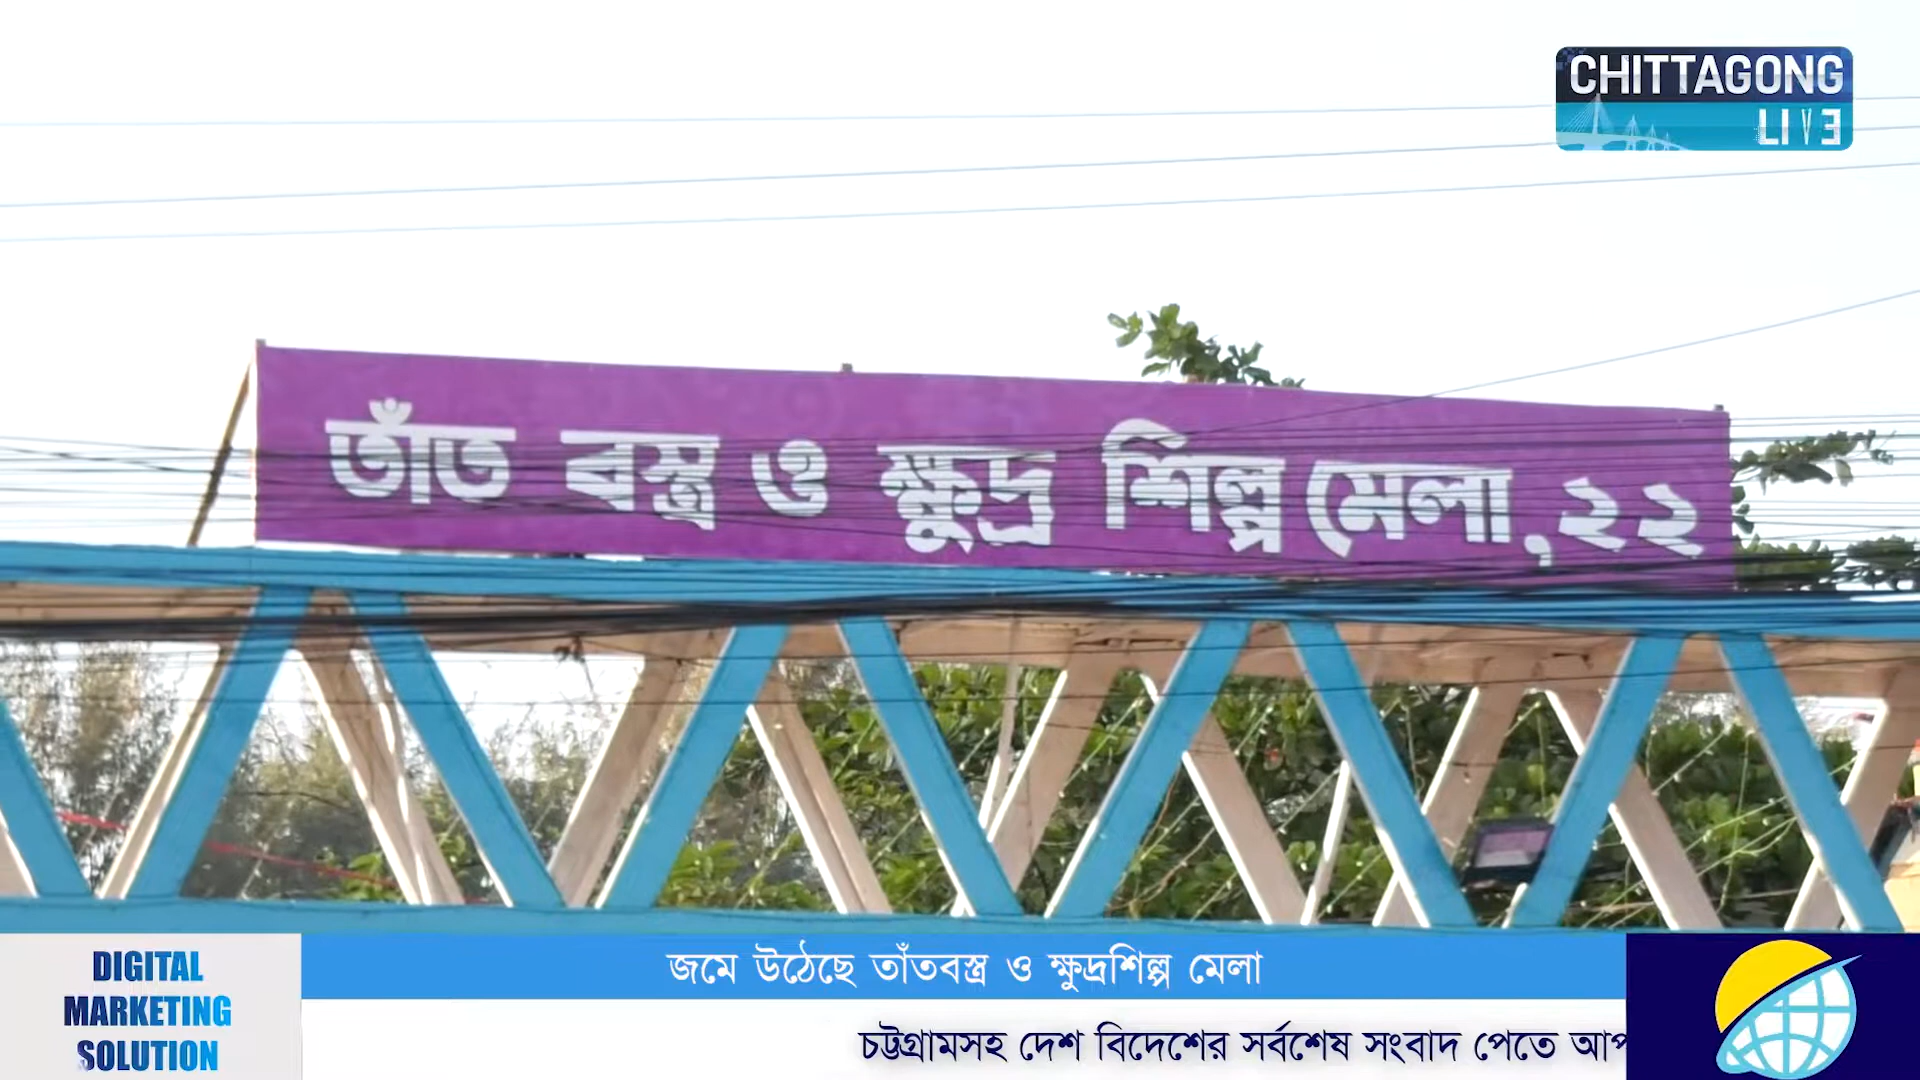 CHITTAGONG
LIVE
তাঁত বস্ত্র ও ক্ষুদ্র শিল্প মেলা,২২
DIGITAL
MARKETING
SOLUTION
জমে উঠেছে তাঁতবস্ত্র ও ক্ষুদ্রশিল্প মেলা
চট্টগ্রামসহ দেশ বিদেশের সর্বশেষ সংবাদ পেতে